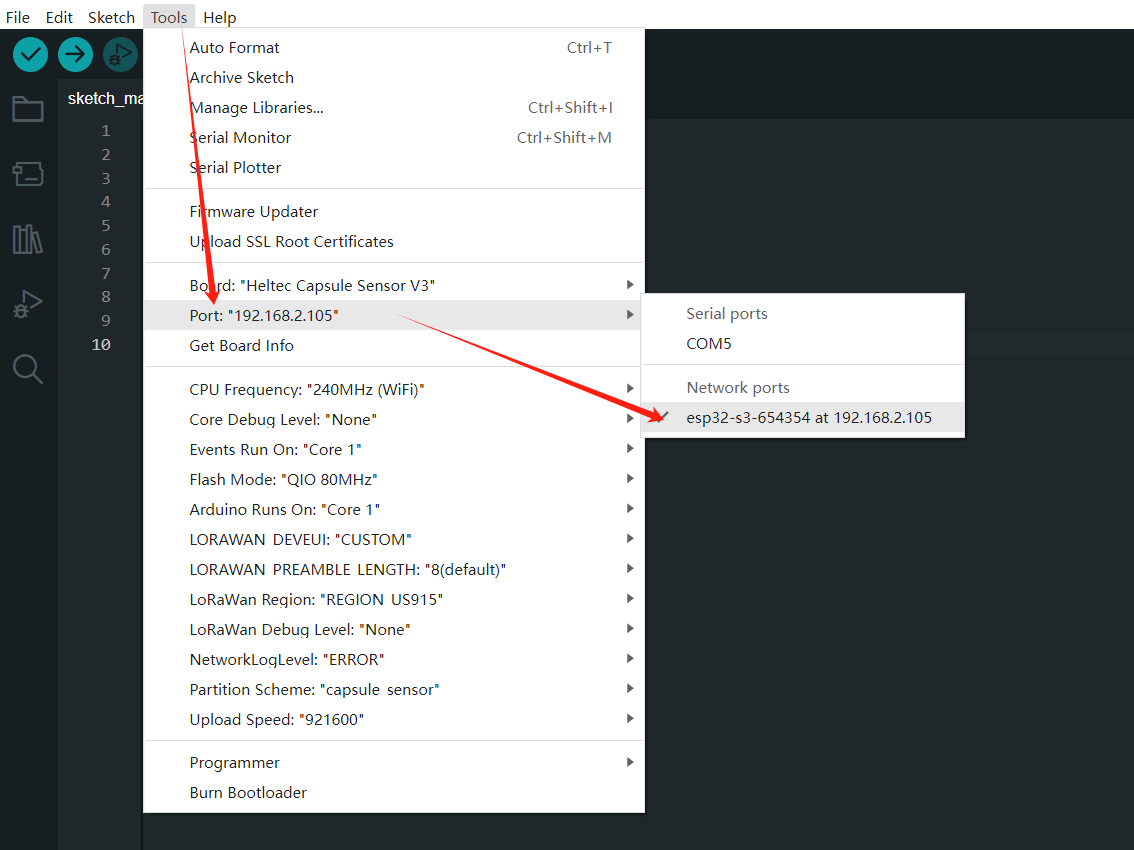 File Edit Sketch Tools Help
sketch_ma
1
2
3
4
5
6
7
8
9
10
Auto Format Ctrl+T
Archive Sketch
Manage Libraries... Ctrl+Shift+I
Serial Monitor Ctrl+Shift+M
Serial Plotter
Firmware Updater
Upload SSL Root Certificates
Board: "Heltec Capsule Sensor V3"
Port: "192.168.2.105"
Get Board Info
CPU Frequency: "240MHz (WiFi)"
Core Debug Level: "None"
Events Run On: "Core 1"
Flash Mode: "QIO 80MHz"
Arduino Runs On: "Core 1"
LORAWAN_DEVEUI: "CUSTOM"
LORAWAN_PREAMBLE_LENGTH: "8(default)"
LoRaWan Region: "REGION_US915"
LoRaWan Debug Level: "None"
NetworkLogLevel: "ERROR"
Partition Scheme: "capsule_sensor"
Upload Speed: "921600"
Programmer
Burn Bootloader
Serial ports
COM5
Network ports
esp32-s3-654354 at 192.168.2.105